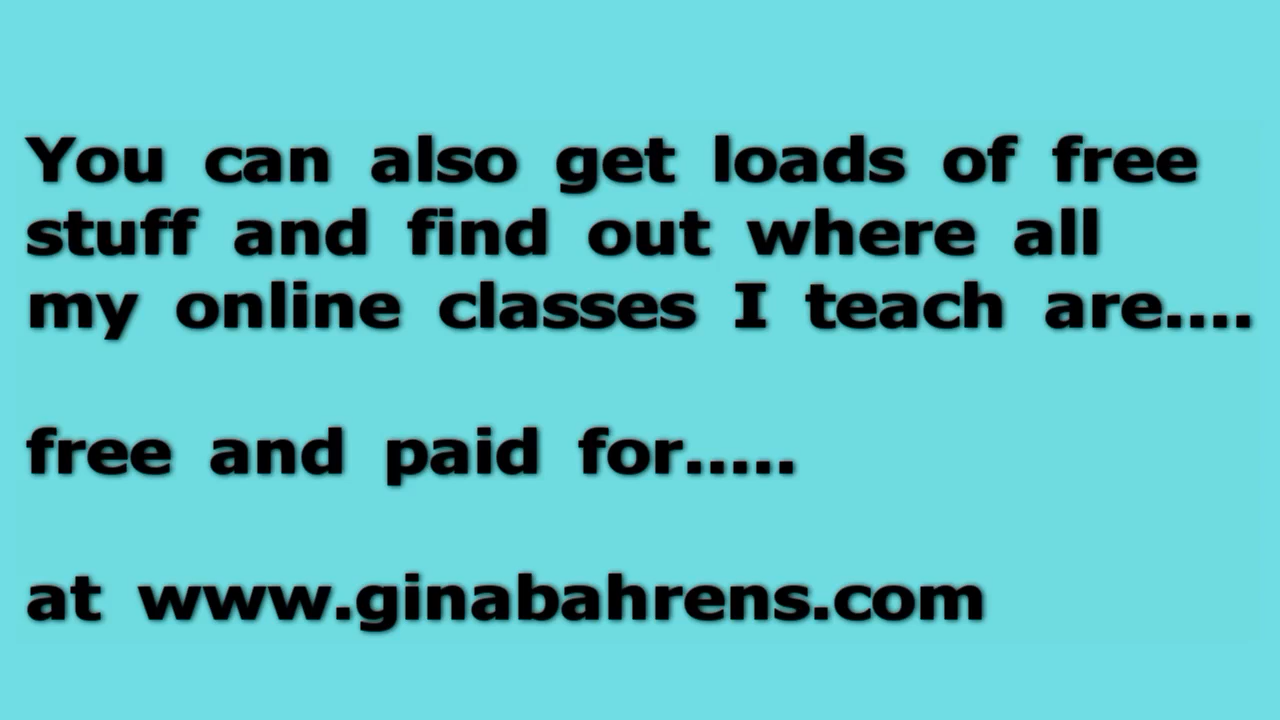 You can also get loads of free
stuff and find out where all
my online classes I teach are....
free and paid for.....
at www.ginabahrens.com